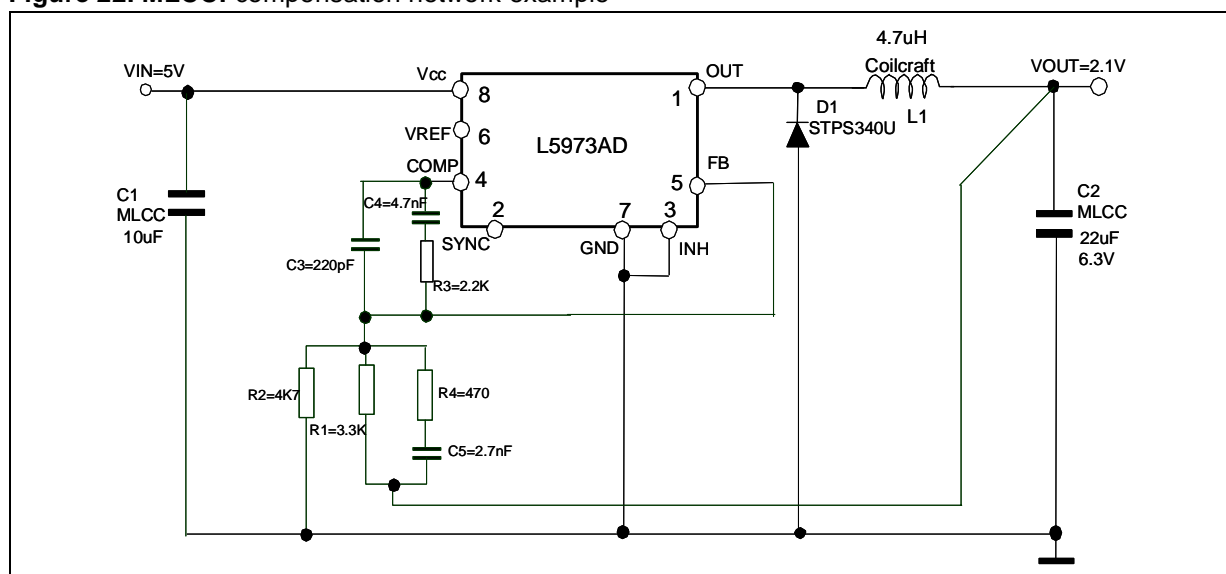 Figure 22. MLCC: compensation network example
4.7uH
Coilcraft
L1
VIN=5V
Vcc
8
OUT
1
VOUT=2.1V
D1
STPS340U
VREF
6
L5973AD
COMP
4
FB
5
C1
MLCC
10uF
C4=4.7nF
2
SYNC
7
GND
3
INH
C2
MLCC
22uF
6.3V
C3=220pF
R3=2.2K
R2=4K7
R1=3.3K
R4=470
C5=2.7nF